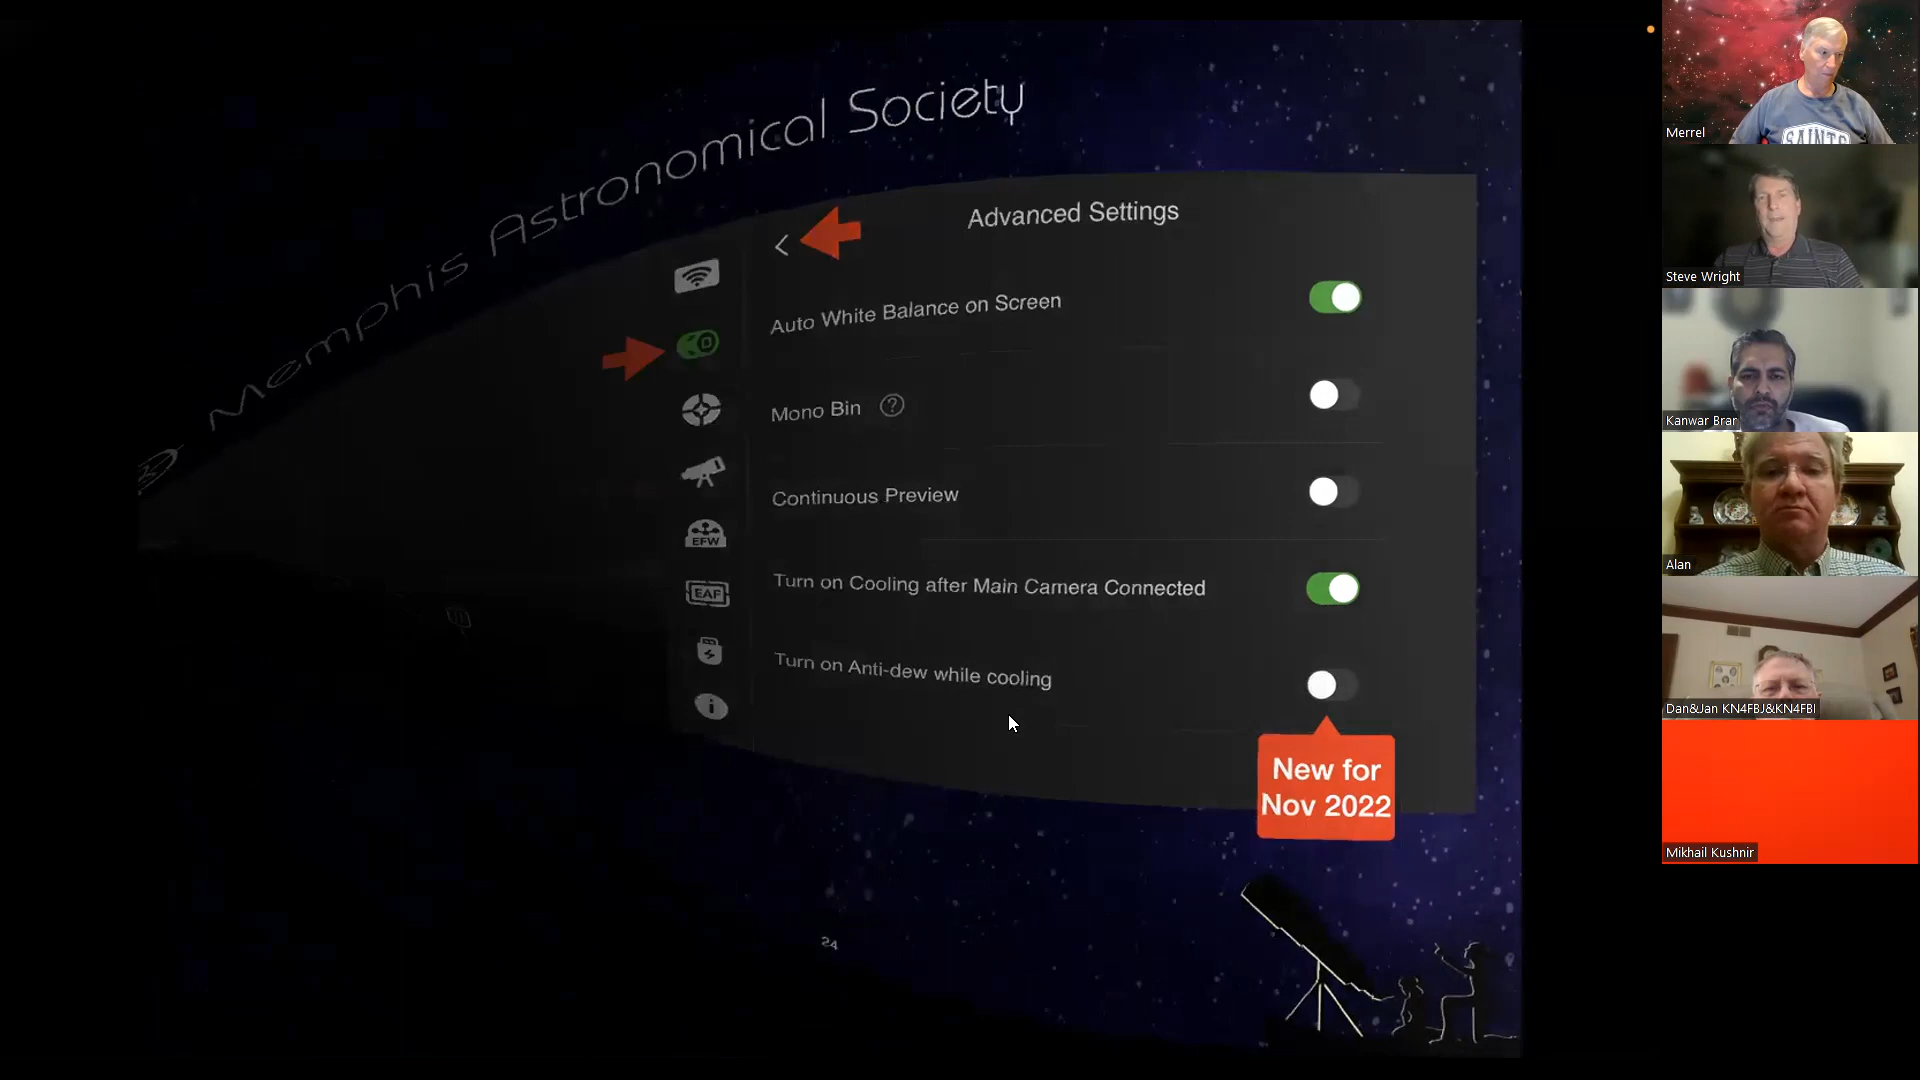 Memphis Astronomical Society
Advanced Settings
Auto White Balance on Screen
Mono Bin ?
Continuous Preview
EFW
Turn on Cooling after Main Camera Connected
EAF
Turn on Anti-dew while cooling
New for
Nov 2022
24
Merrel
SAINTS
Steve Wright
Kanwar Brar
Alan
Dan&Jan KN4FBJ&KN4FBI
Mikhail Kushnir